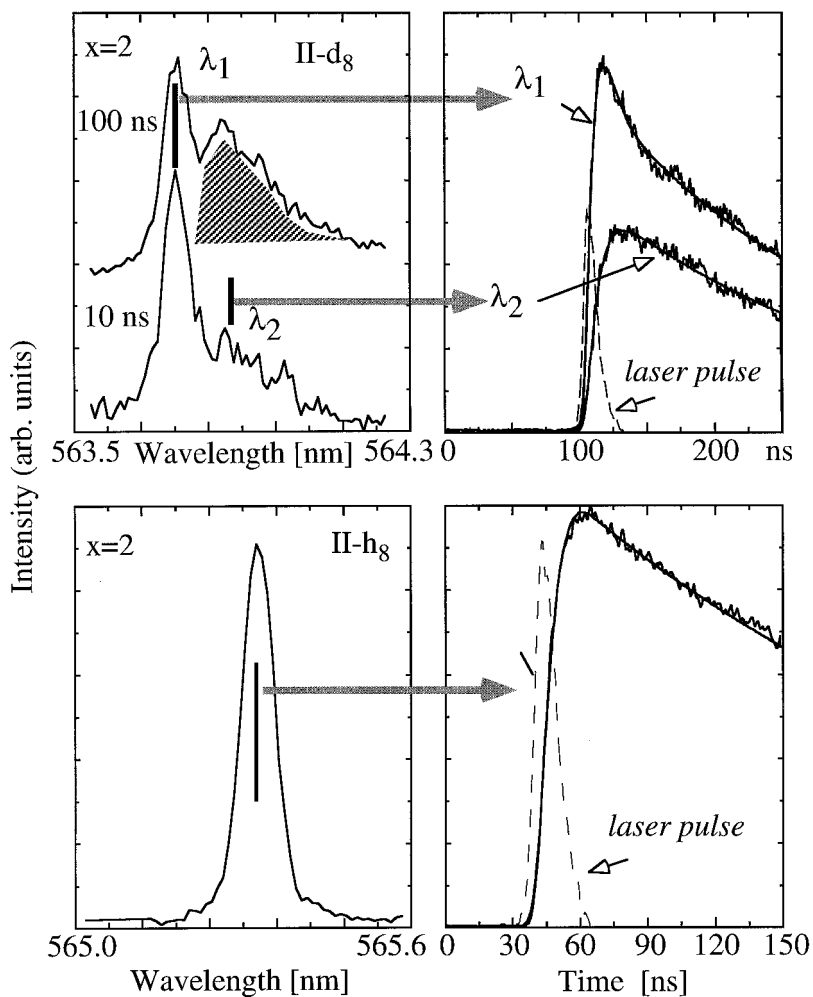 x=2
λ1
II-d8
100 ns
10 ns
λ2
563.5
Wavelength [nm]
564.3
λ1
λ2
laser pulse
0
100
200
ns
Intensity (arb. units)
x=2
II-h8
565.0
565.6
Wavelength [nm]
laser pulse
0
30
60
90
120
150
Time [ns]